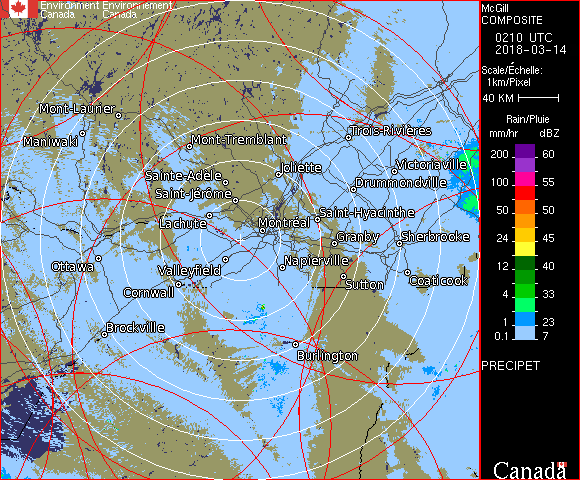 Environment Environnement
Canada Canada
McGill
COMPOSITE
0210 UTC
2018-03-14
Scale/Échelle:
1km/Pixel
40 KM
Rain/Pluie
mm/hr dBZ
200 60
100 55
50 50
24 45
12 40
4 33
1 23
0.1 7
PRECIPET
Canada
Mont-Laurier
Maniwaki
Mont-Tremblant
Trois-Rivières
Joliette
Victoriaville
Sainte-Adèle
Drummondville
Saint-Jérôme
Saint-Hyacinthe
Lachute
Montréal
Granby
Sherbrooke
Ottawa
Valleyfield
Napierville
Coaticook
Cornwall
Sutton
Brockville
Burlington